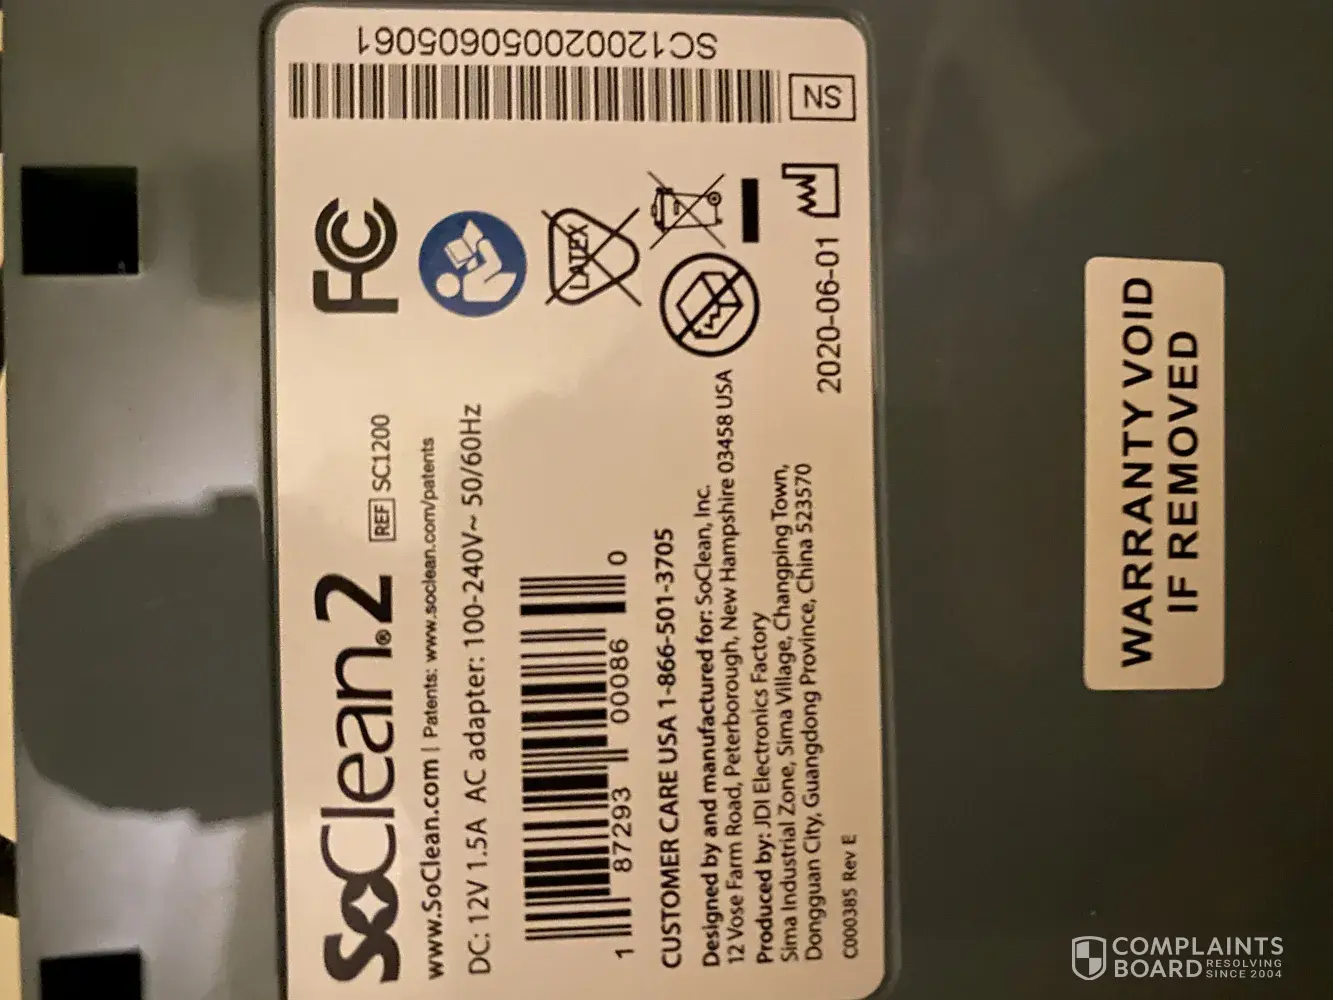 SoClean®2 REF SC1200
www.SoClean.com | Patents: www.soclean.com/patents
DC: 12V 1.5A AC adapter: 100-240V~ 50/60Hz
1 87293 00086 0
CUSTOMER CARE USA 1-866-501-3705
Designed by and manufactured for: SoClean, Inc.
12 Vose Farm Road, Peterborough, New Hampshire 03458 USA
Produced by: JDI Electronics Factory
Sima Industrial Zone, Sima Village, Changping Town,
Dongguan City, Guangdong Province, China 523570
C000385 Rev E
FC
LATEX
2020-06-01
SN
SC120020050605061
WARRANTY VOID
IF REMOVED
COMPLAINTS
BOARD RESOLVING
SINCE 2004